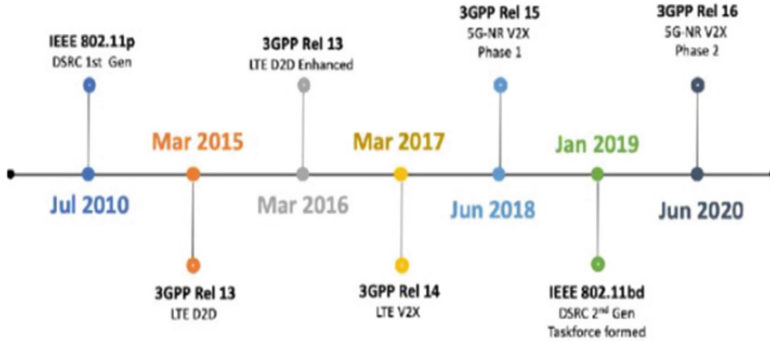 IEEE 802.11p
DSRC 1st Gen
Jul 2010
Mar 2015
3GPP Rel 13
LTE D2D
3GPP Rel 13
LTE D2D Enhanced
Mar 2016
Mar 2017
3GPP Rel 14
LTE V2X
3GPP Rel 15
5G-NR V2X
Phase 1
Jun 2018
Jan 2019
IEEE 802.11bd
DSRC 2nd Gen
Taskforce formed
3GPP Rel 16
5G-NR V2X
Phase 2
Jun 2020